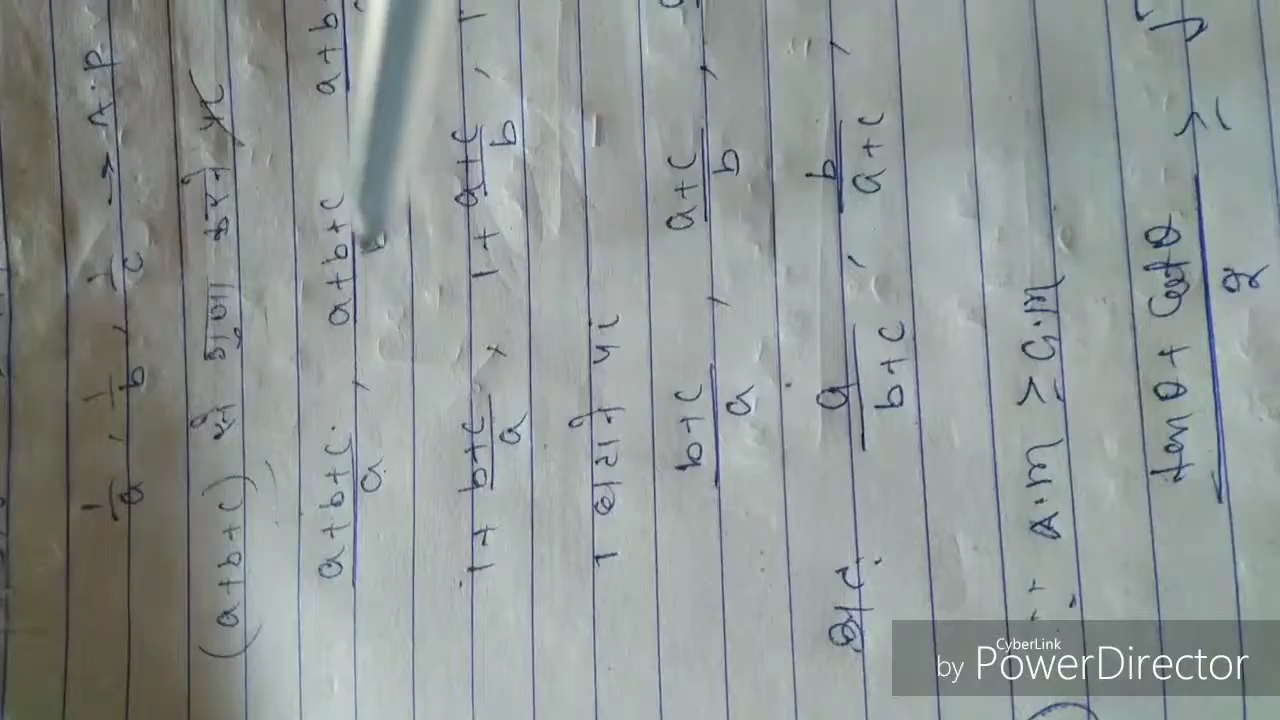 1/a , 1/b , 1/c → A.P
(a+b+c) से गुणा करने पर
a+b+c/a , a+b+c/b a+b
1+ b+c/a , 1+ a+c/b , 1
1 घटाने पर
b+c/a , a+c/b ,
अतः a/b+c , b/a+c ,
∵ A.M ≥ G.M
tanθ + cotθ/2 ≥ √
CyberLink
by PowerDirector